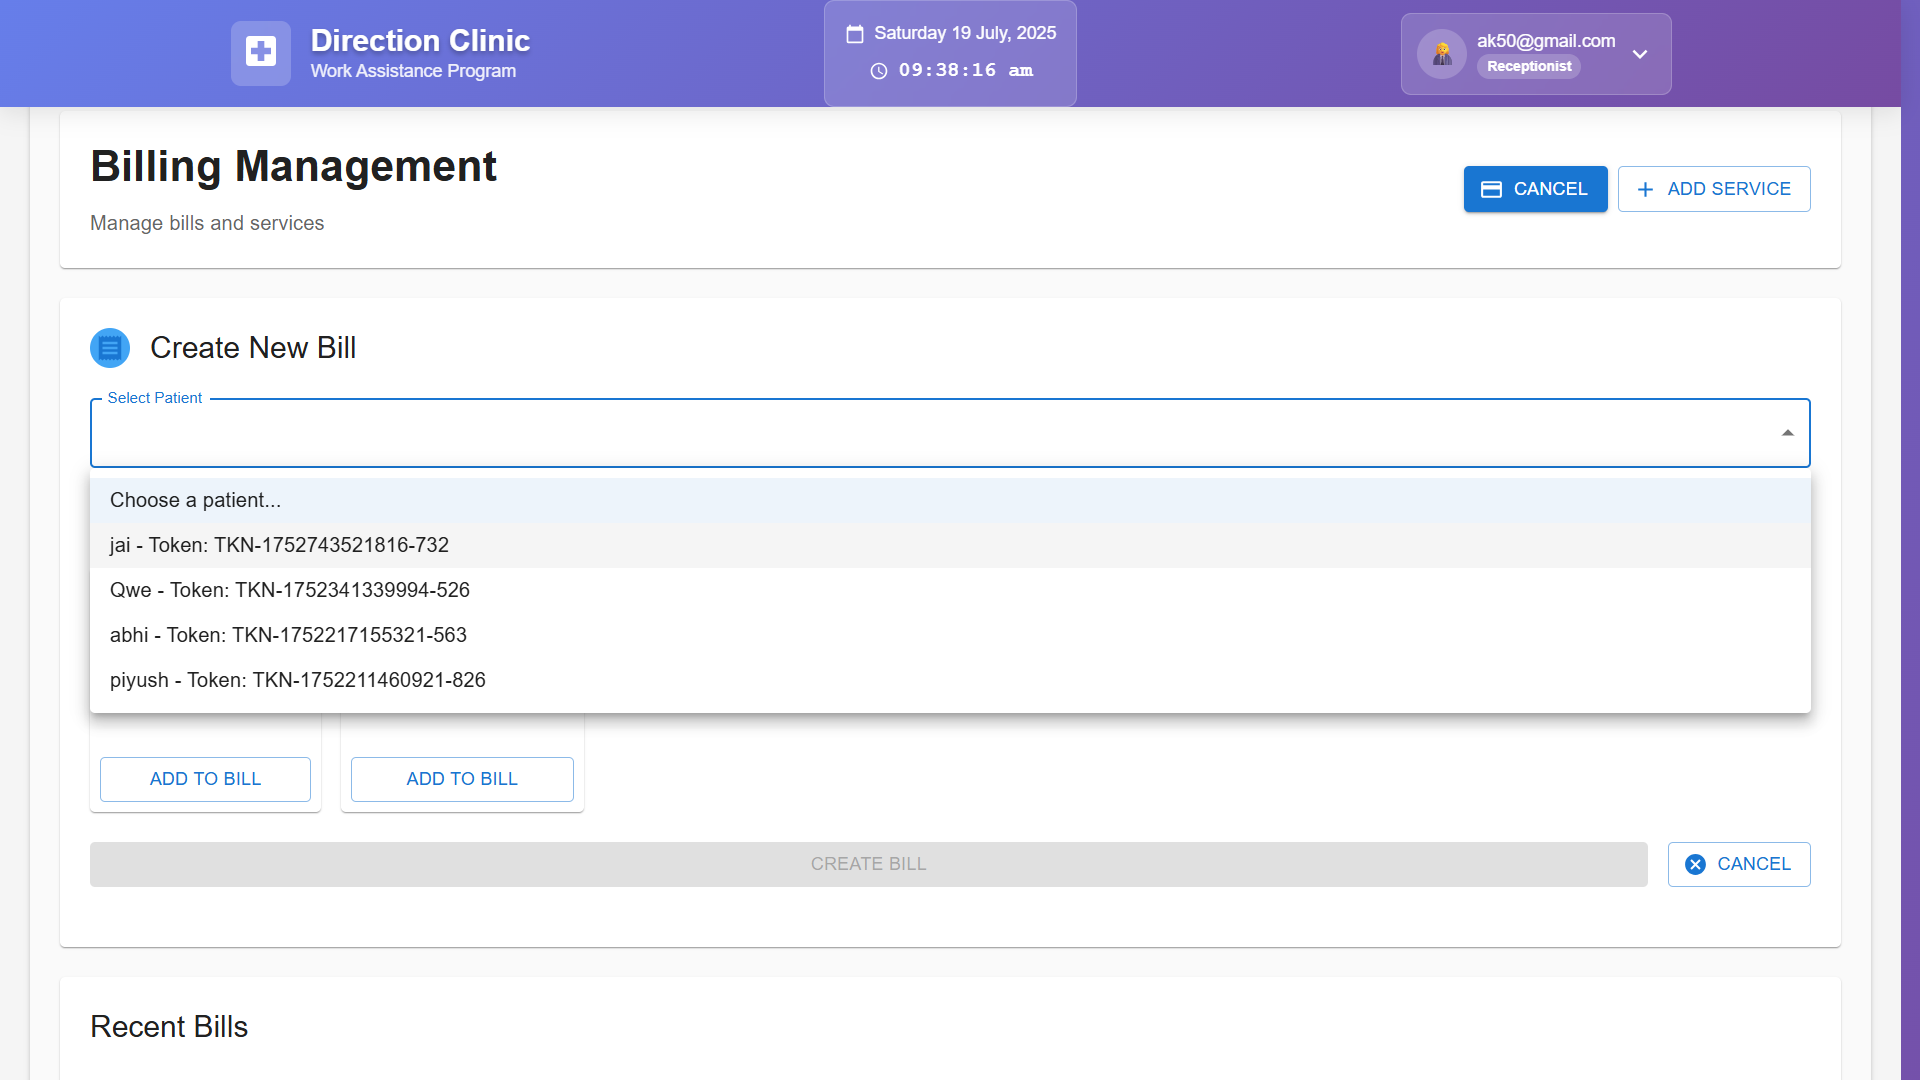 Direction Clinic
Work Assistance Program
Saturday 19 July, 2025
09:38:16 am
ak50@gmail.com
Receptionist
Billing Management
Manage bills and services
CANCEL
ADD SERVICE
Create New Bill
Select Patient
Choose a patient...
jai - Token: TKN-1752743521816-732
Qwe - Token: TKN-1752341339994-526
abhi - Token: TKN-1752217155321-563
piyush - Token: TKN-1752211460921-826
ADD TO BILL
ADD TO BILL
CREATE BILL
CANCEL
Recent Bills